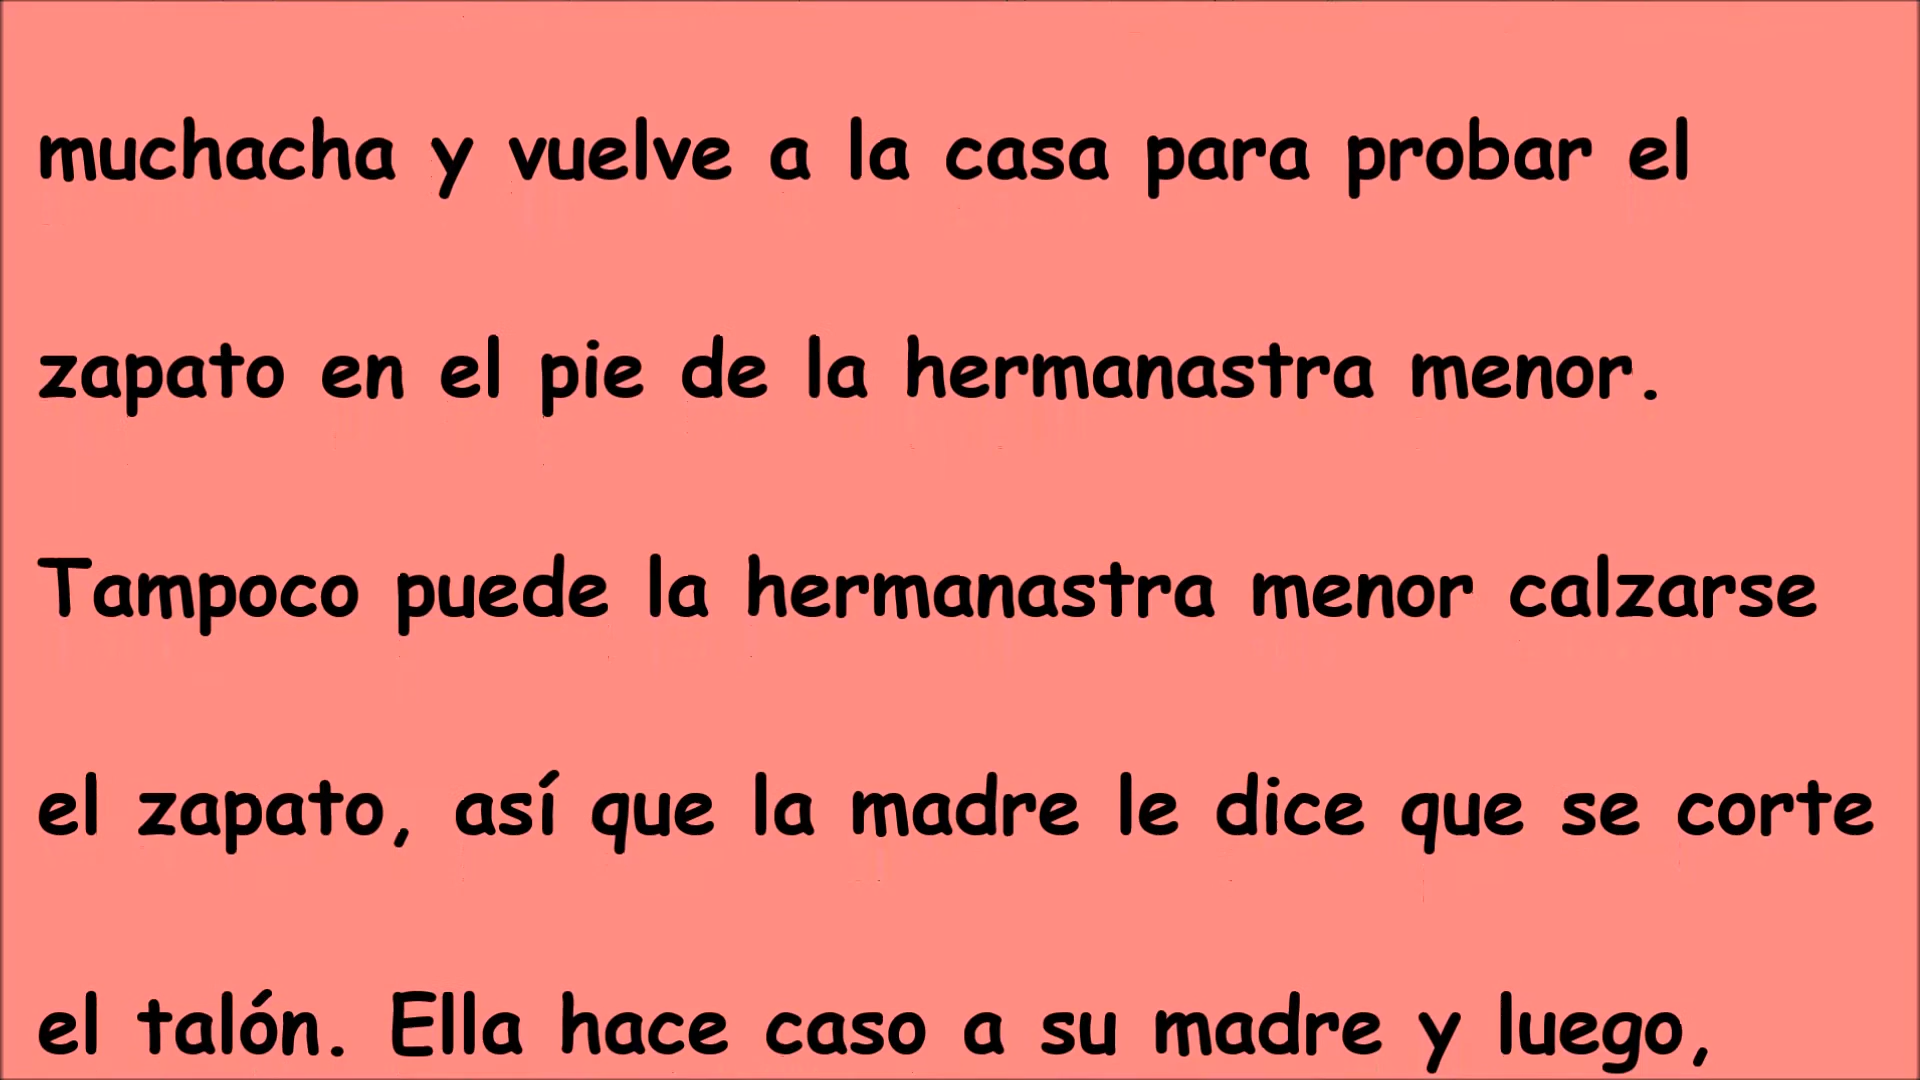 muchacha y vuelve a la casa para probar el
zapato en el pie de la hermanastra menor.
Tampoco puede la hermanastra menor calzarse
el zapato, así que la madre le dice que se corte
el talón. Ella hace caso a su madre y luego,